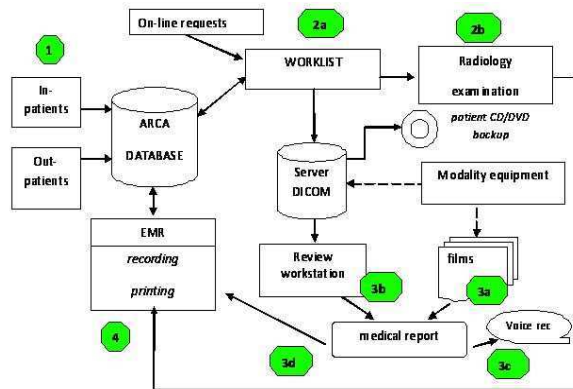 On-line requests
2a
2b
1
WORKLIST
Radiology
examination
In-
patients
ARCA
DATABASE
patient CD/DVD
backup
Out-
patients
Server
DICOM
Modality equipment
EMR
recording
printing
Review
workstation
films
3b
3a
4
medical report
Voice rec
3d
3c